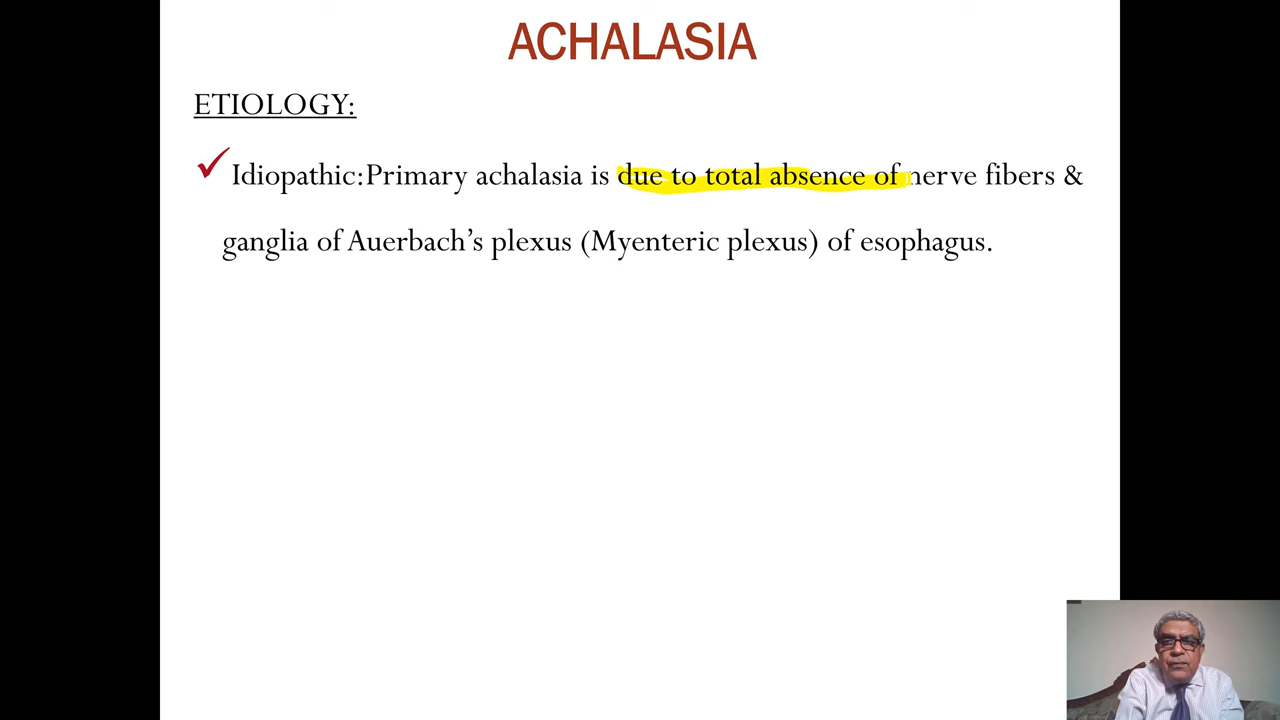 ACHALASIA
ETIOLOGY:
Idiopathic:Primary achalasia is due to total absence of nerve fibers &
ganglia of Auerbach’s plexus (Myenteric plexus) of esophagus.